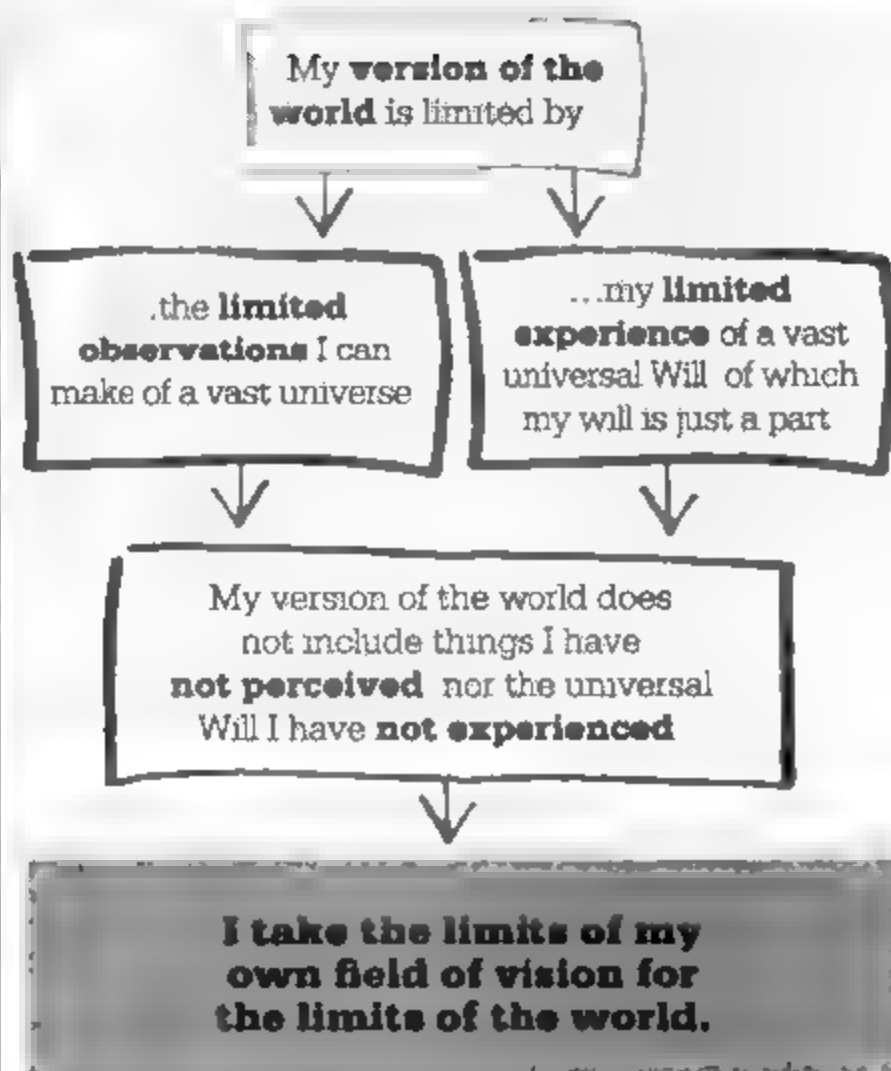 My version of the
world is limited by
.the limited
observations I can
make of a vast universe
...my limited
experience of a vast
universal Will of which
my will is just a part
My version of the world does
not include things I have
not perceived nor the universal
Will I have not experienced
I take the limits of my
own field of vision for
the limits of the world.